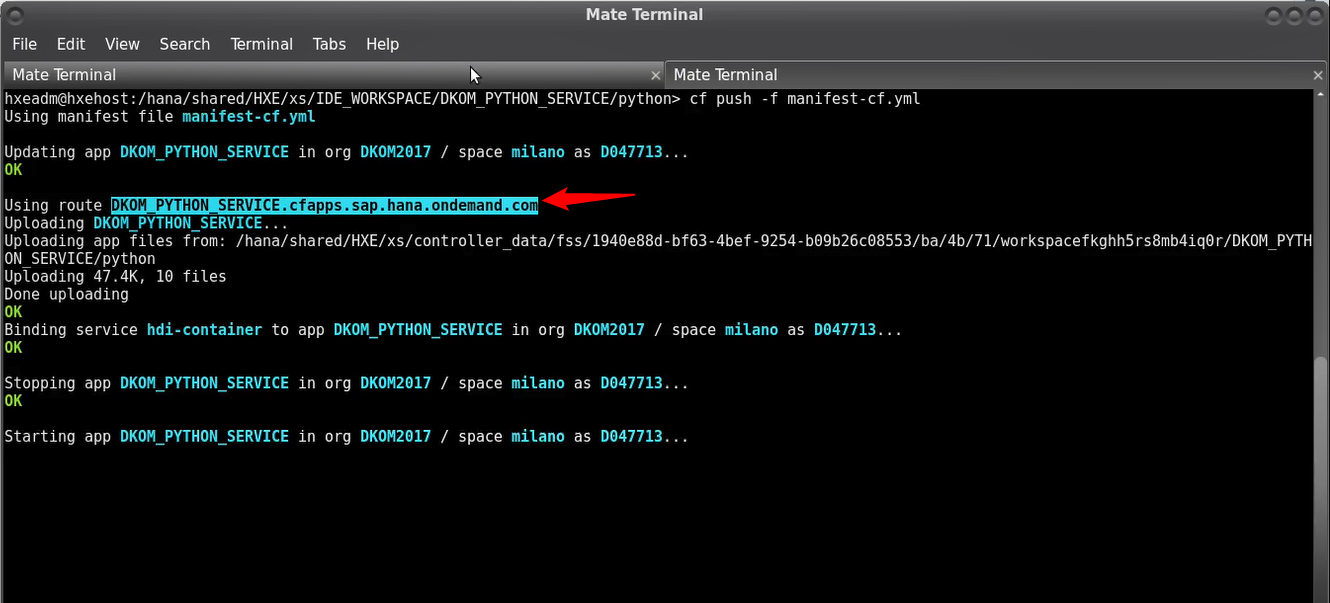 Mate Terminal
File Edit View Search Terminal Tabs Help
Mate Terminal Mate Terminal
hxeadm@hxehost:/hana/shared/HXE/xs/IDE_WORKSPACE/DKOM_PYTHON_SERVICE/python> cf push -f manifest-cf.yml
Using manifest file manifest-cf.yml
Updating app DKOM_PYTHON_SERVICE in org DKOM2017 / space milano as D047713...
OK
Using route DKOM_PYTHON_SERVICE.cfapps.sap.hana.ondemand.com
Uploading DKOM_PYTHON_SERVICE...
Uploading app files from: /hana/shared/HXE/xs/controller_data/fss/1940e88d-bf63-4bef-9254-b09b26c08553/ba/4b/71/workspacefkghh5rs8mb4iq0r/DKOM_PYTH
ON_SERVICE/python
Uploading 47.4K, 10 files
Done uploading
OK
Binding service hdi-container to app DKOM_PYTHON_SERVICE in org DKOM2017 / space milano as D047713...
OK
Stopping app DKOM_PYTHON_SERVICE in org DKOM2017 / space milano as D047713...
OK
Starting app DKOM_PYTHON_SERVICE in org DKOM2017 / space milano as D047713...